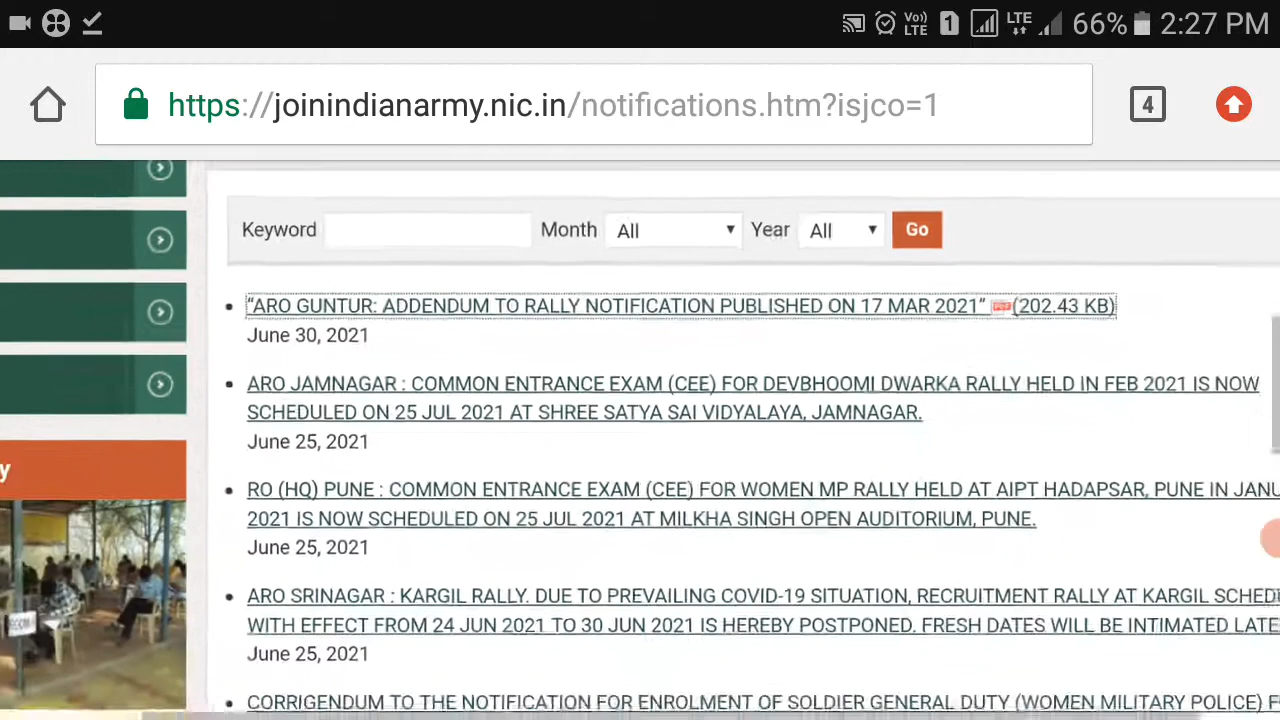 1 LTE 66% 2:27 PM
https://joinindianarmy.nic.in/notifications.htm?isjco=1
4
Keyword Month All Year All Go
“ARO GUNTUR: ADDENDUM TO RALLY NOTIFICATION PUBLISHED ON 17 MAR 2021” (202.43 KB)
June 30, 2021
ARO JAMNAGAR : COMMON ENTRANCE EXAM (CEE) FOR DEVBHOOMI DWARKA RALLY HELD IN FEB 2021 IS NOW
SCHEDULED ON 25 JUL 2021 AT SHREE SATYA SAI VIDYALAYA, JAMNAGAR.
June 25, 2021
RO (HQ) PUNE : COMMON ENTRANCE EXAM (CEE) FOR WOMEN MP RALLY HELD AT AIPT HADAPSAR, PUNE IN JANU
2021 IS NOW SCHEDULED ON 25 JUL 2021 AT MILKHA SINGH OPEN AUDITORIUM, PUNE.
June 25, 2021
y
ARO SRINAGAR : KARGIL RALLY. DUE TO PREVAILING COVID-19 SITUATION, RECRUITMENT RALLY AT KARGIL SCHED
WITH EFFECT FROM 24 JUN 2021 TO 30 JUN 2021 IS HEREBY POSTPONED. FRESH DATES WILL BE INTIMATED LATE
June 25, 2021
CORRIGENDUM TO THE NOTIFICATION FOR ENROLMENT OF SOLDIER GENERAL DUTY (WOMEN MILITARY POLICE) F